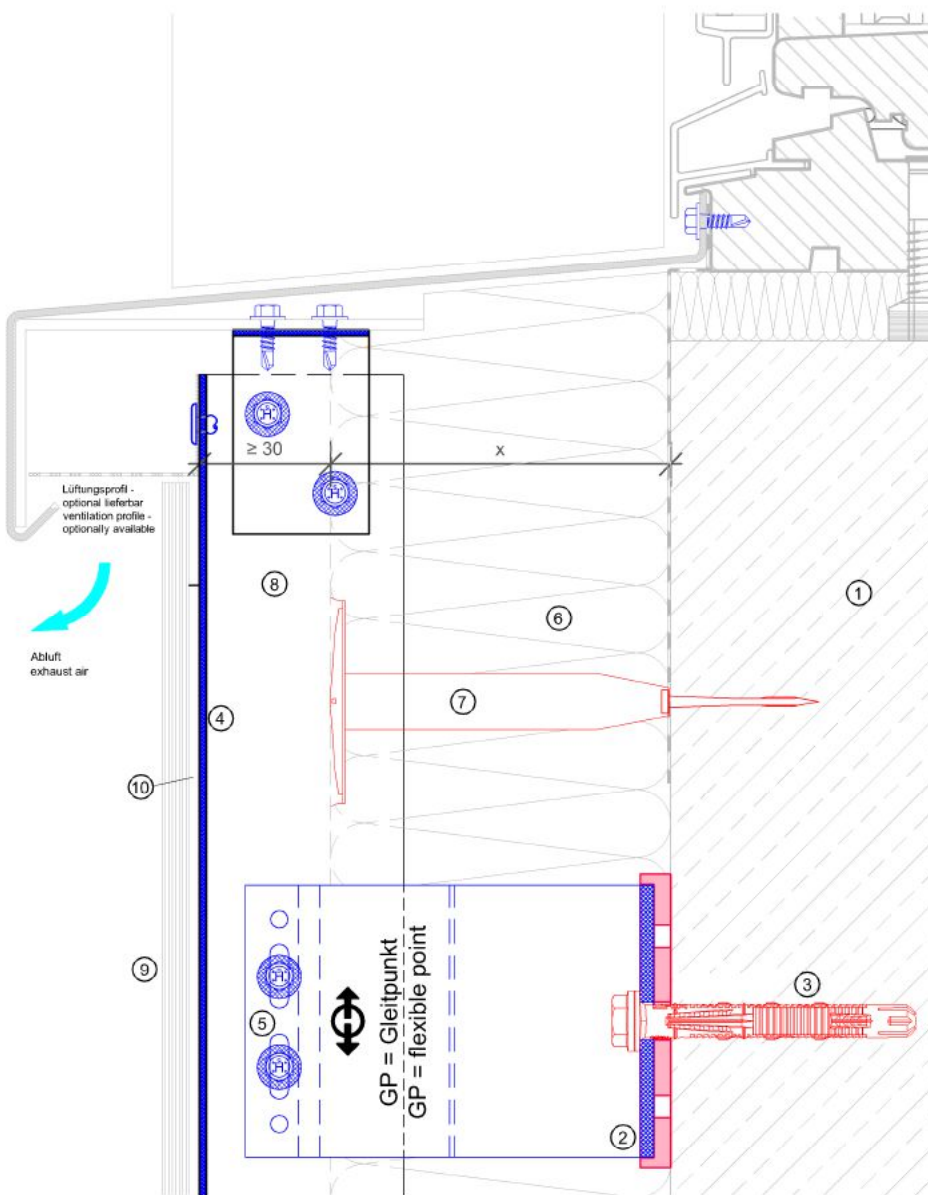 ≥ 30
x
Lüftungsprofil -
optional lieferbar
ventilation profile -
optionally available
8
1
6
Abluft
exhaust air
4
7
10
9
3
5
GP = Gleitpunkt
GP = flexible point
2